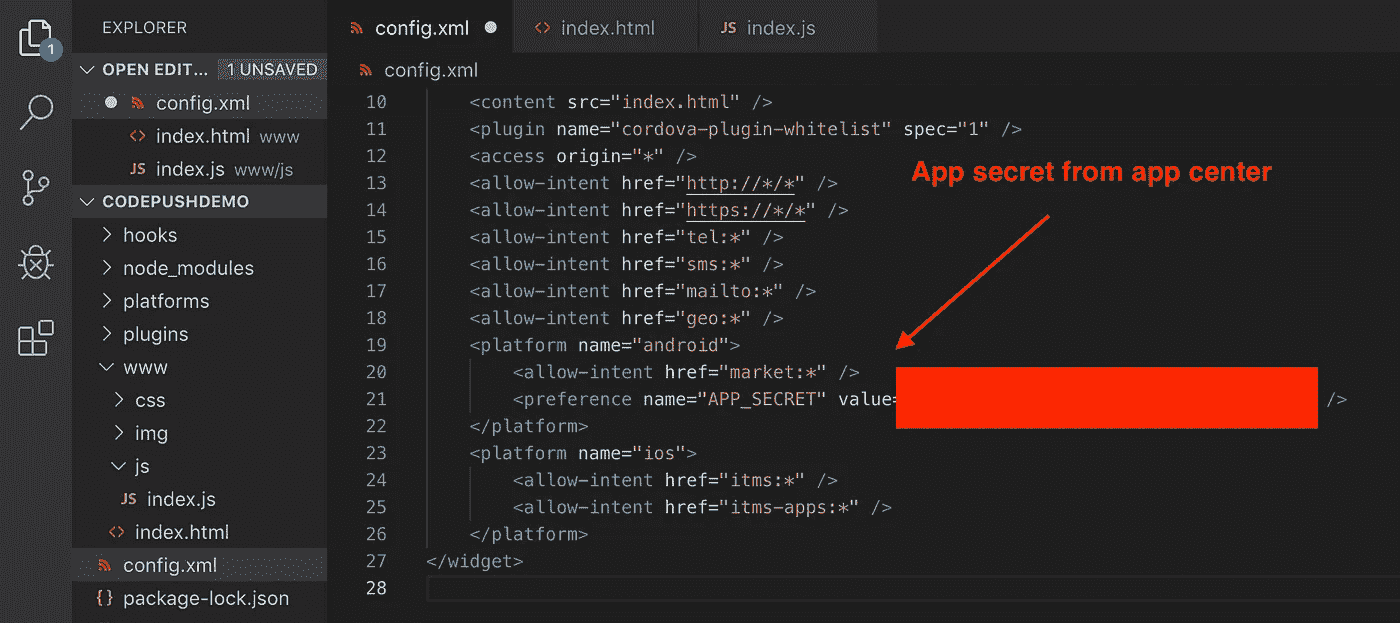 EXPLORER
OPEN EDIT... 1 UNSAVED
config.xml
index.html www
JS index.js www/js
CODEPUSHDEMO
hooks
node_modules
platforms
plugins
www
css
img
js
JS index.js
index.html
config.xml
{} package-lock.json
1
config.xml
<> index.html
JS index.js
config.xml
10 <content src="index.html" />
11 <plugin name="cordova-plugin-whitelist" spec="1" />
12 <access origin="*" />
13 <allow-intent href="http://*/*" />
14 <allow-intent href="https://*/*" />
15 <allow-intent href="tel:*" />
16 <allow-intent href="sms:*" />
17 <allow-intent href="mailto:*" />
18 <allow-intent href="geo:*" />
19 <platform name="android">
20 <allow-intent href="market:*" />
21 <preference name="APP_SECRET" value= />
22 </platform>
23 <platform name="ios">
24 <allow-intent href="itms:*" />
25 <allow-intent href="itms-apps:*" />
26 </platform>
27 </widget>
28
App secret from app center